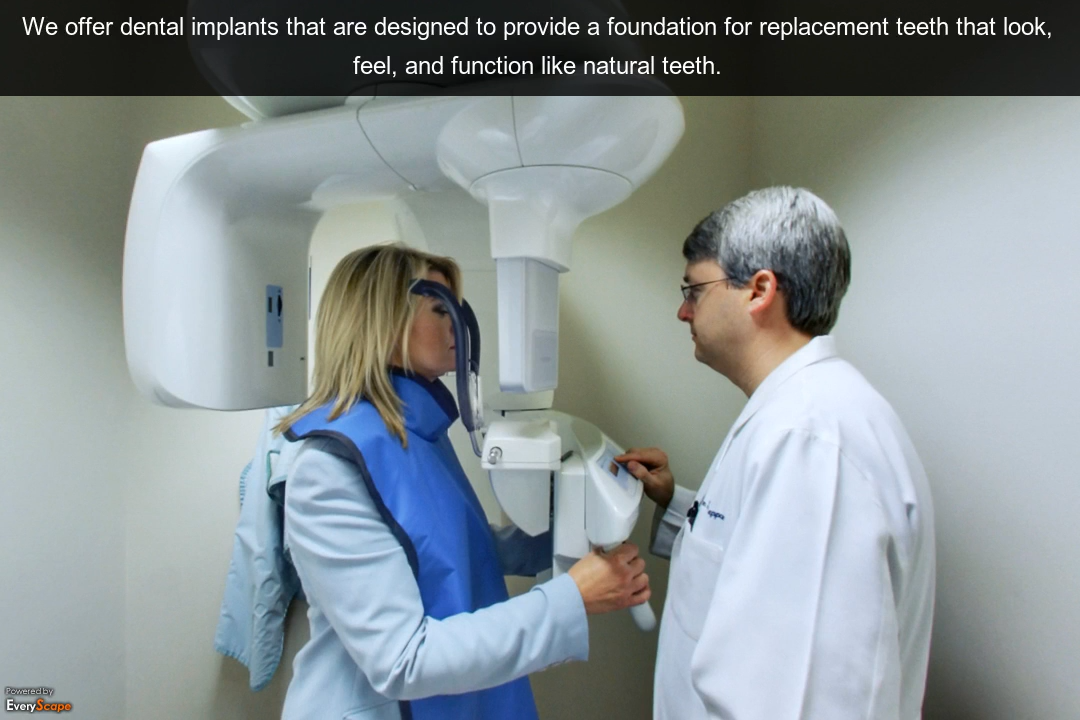 We offer dental implants that are designed to provide a foundation for replacement teeth that look,
feel, and function like natural teeth.
Powered by
EveryScape